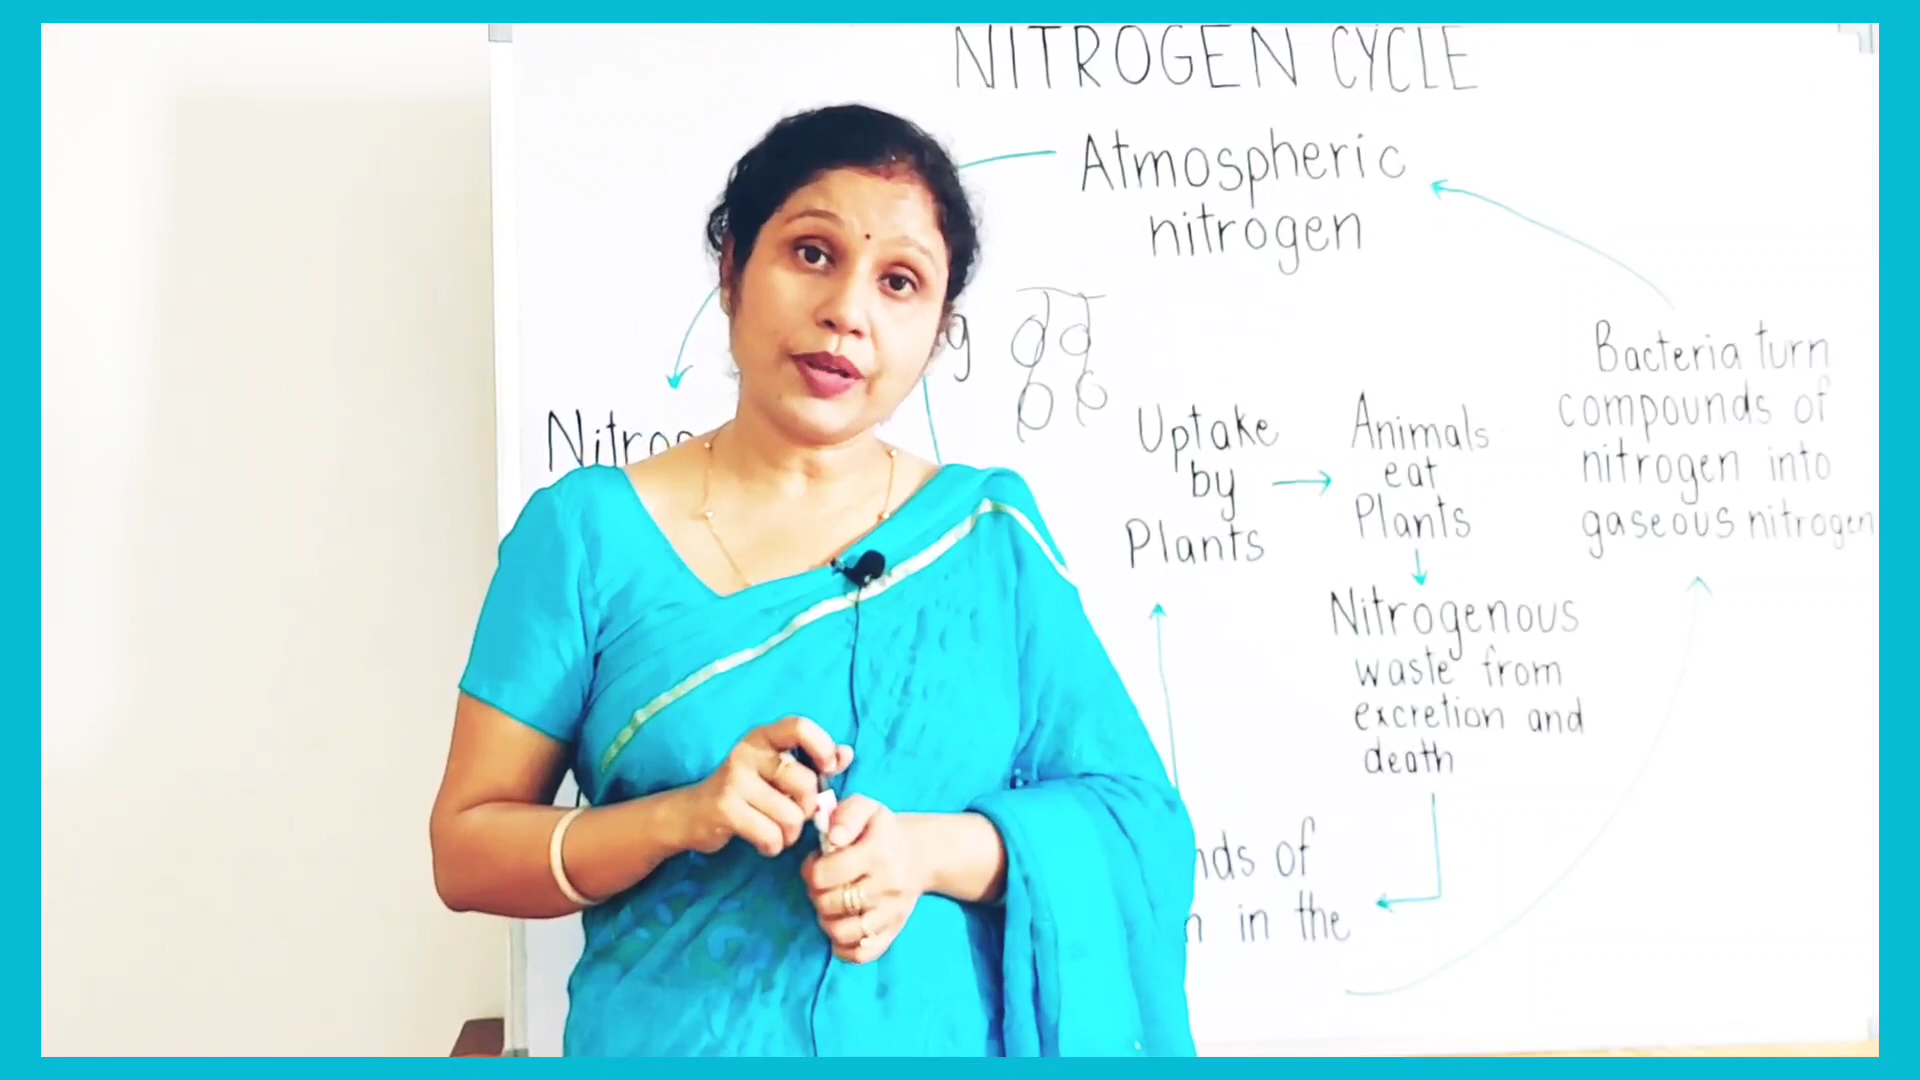 NITROGEN CYCLE
Atmospheric
nitrogen
Uptake
by
Plants
Animals
eat
Plants
Nitrogenous
waste from
excretion and
death
Bacteria turn
compounds of
nitrogen into
gaseous nitrogen
of
in the